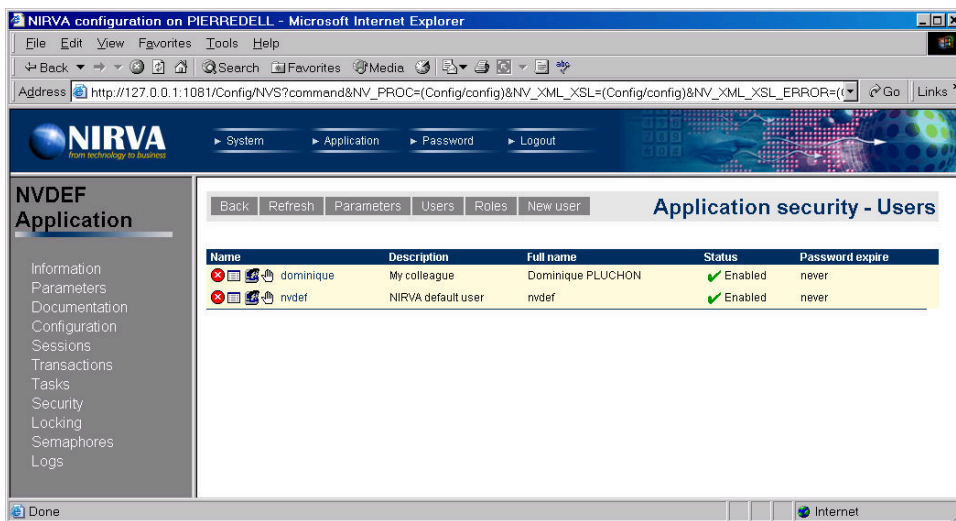 NIRVA configuration on PIERREDELL - Microsoft Internet Explorer
File Edit View Favorites Tools Help
Back Search Favorites Media
Address http://127.0.0.1:1081/Config/NVS?command&NV_PROC=(Config/config)&NV_XML_XSL=(Config/config)&NV_XML_XSL_ERROR=( Go Links
NIRVA
from technology to business
System Application Password Logout
NVDEF
Application
Information
Parameters
Documentation
Configuration
Sessions
Transactions
Tasks
Security
Locking
Semaphores
Logs
Back Refresh Parameters Users Roles New user Application security - Users
Name Description Full name Status Password expire
dominique My colleague Dominique PLUCHON Enabled never
nvdef NIRVA default user nvdef Enabled never
Done Internet